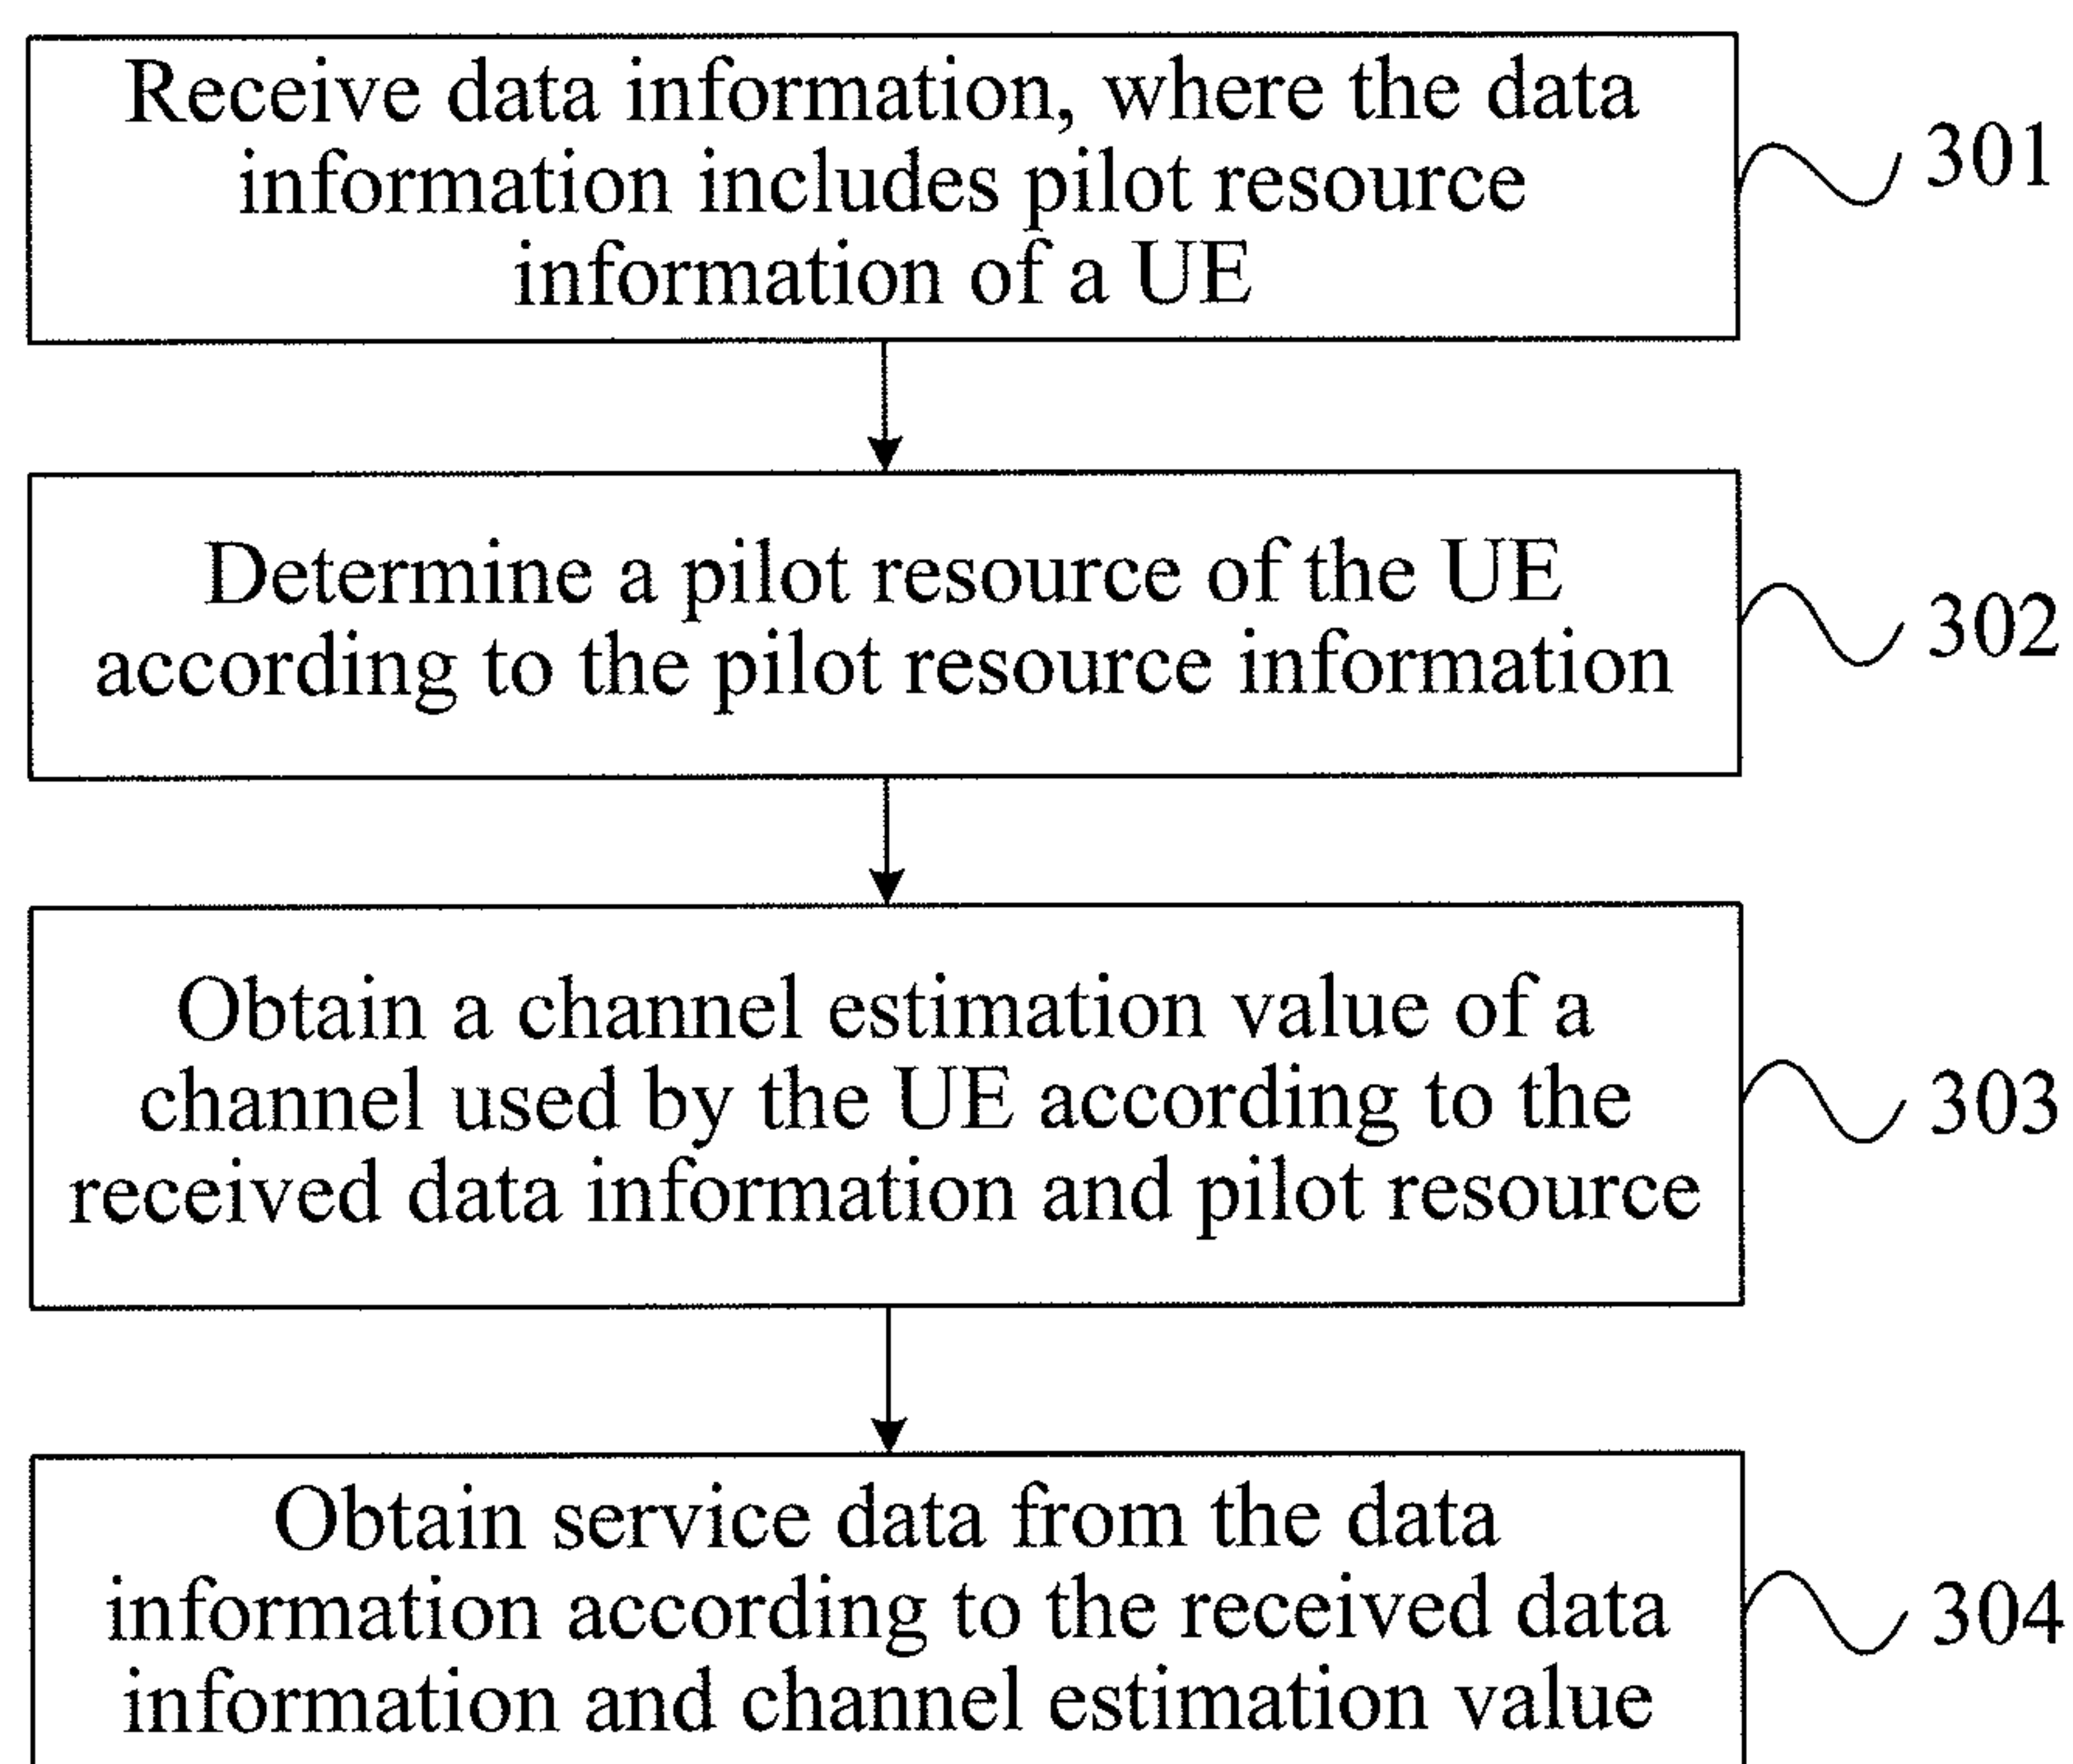 Receive data information, where the data
information includes pilot resource
information of a UE
301
Determine a pilot resource of the UE
according to the pilot resource information
302
Obtain a channel estimation value of a
channel used by the UE according to the
received data information and pilot resource
303
Obtain service data from the data
information according to the received data
information and channel estimation value
304